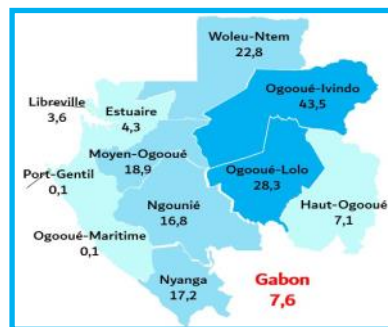 Woleu-Ntem
22,8
Ogooué-Ivindo
43,5
Libreville
3,6
Estuaire
4,3
Moyen-Ogooué
18,9
Port-Gentil
0,1
Ogooué-Lolo
28,3
Haut-Ogooué
7,1
Ngounié
16,8
Ogooué-Maritime
0,1
Nyanga
17,2
Gabon
7,6